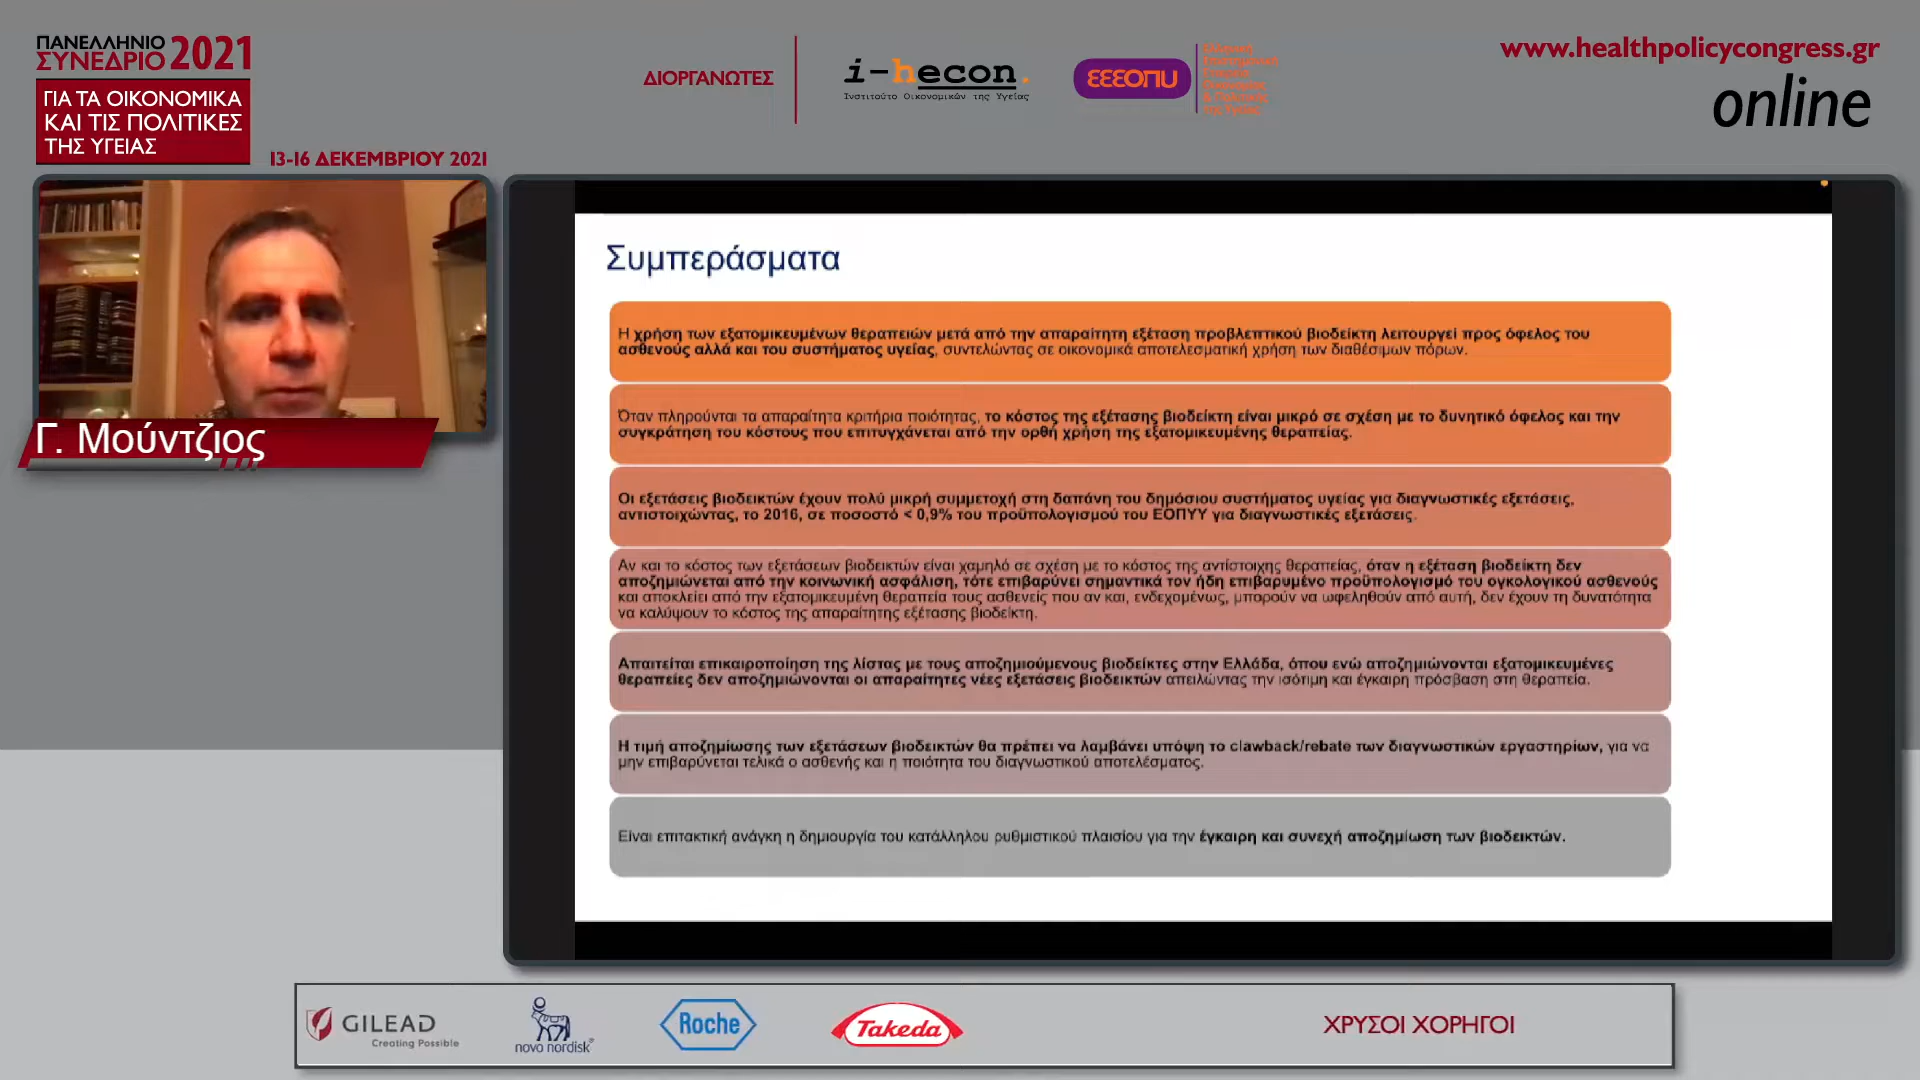 ΠΑΝΕΛΛΗΝΙΟ
ΣΥΝΕΔΡΙΟ 2021
ΓΙΑ ΤΑ ΟΙΚΟΝΟΜΙΚΑ
ΚΑΙ ΤΙΣ ΠΟΛΙΤΙΚΕΣ
ΤΗΣ ΥΓΕΙΑΣ
13-16 ΔΕΚΕΜΒΡΙΟΥ 2021
ΔΙΟΡΓΑΝΩΤΕΣ
i-hecon.
Ινστιτούτο Οικονομικών της Υγείας
ΕΕΕΟΠΥ
www.healthpolicycongress.gr
online
Γ. Μούντζιος
Συμπεράσματα
Η χρήση των εξατομικευμένων θεραπειών μετά από την απαραίτητη εξέταση προβλεπτικού βιοδείκτη λειτουργεί προς όφελος του
ασθενούς αλλά και του συστήματος υγείας, συντελώντας σε οικονομικά αποτελεσματική χρήση των διαθέσιμων πόρων.
Όταν πληρούνται τα απαραίτητα κριτήρια ποιότητας, το κόστος της εξέτασης βιοδείκτη είναι μικρό σε σχέση με το δυνητικό όφελος και την
συγκράτηση του κόστους που επιτυγχάνεται από την ορθή χρήση της εξατομικευμένης θεραπείας.
Οι εξετάσεις βιοδεικτών έχουν πολύ μικρή συμμετοχή στη δαπάνη του δημόσιου συστήματος υγείας για διαγνωστικές εξετάσεις,
αντιστοιχώντας, το 2016, σε ποσοστό < 0,9% του προϋπολογισμού του ΕΟΠΥΥ για διαγνωστικές εξετάσεις.
Αν και το κόστος των εξετάσεων βιοδεικτών είναι χαμηλό σε σχέση με το κόστος της αντίστοιχης θεραπείας, όταν η εξέταση βιοδείκτη δεν
αποζημιώνεται από την κοινωνική ασφάλιση, τότε επιβαρύνει σημαντικά τον ήδη επιβαρυμένο προϋπολογισμό του ογκολογικού ασθενούς
και αποκλείει από την εξατομικευμένη θεραπεία τους ασθενείς που αν και, ενδεχομένως, μπορούν να ωφεληθούν από αυτή, δεν έχουν τη δυνατότητα
να καλύψουν το κόστος της απαραίτητης εξέτασης βιοδείκτη.
Απαιτείται επικαιροποίηση της λίστας με τους αποζημιούμενους βιοδείκτες στην Ελλάδα, όπου ενώ αποζημιώνονται εξατομικευμένες
θεραπείες δεν αποζημιώνονται οι απαραίτητες νέες εξετάσεις βιοδεικτών απειλώντας την ισότιμη και έγκαιρη πρόσβαση στη θεραπεία.
Η τιμή αποζημίωσης των εξετάσεων βιοδεικτών θα πρέπει να λαμβάνει υπόψη το clawback/rebate των διαγνωστικών εργαστηρίων, για να
μην επιβαρύνεται τελικά ο ασθενής και η ποιότητα του διαγνωστικού αποτελέσματος.
Είναι επιτακτική ανάγκη η δημιουργία του κατάλληλου ρυθμιστικού πλαισίου για την έγκαιρη και συνεχή αποζημίωση των βιοδεικτών.
GILEAD
Creating Possible
novo nordisk®
Roche
Takeda
ΧΡΥΣΟΙ ΧΟΡΗΓΟΙ